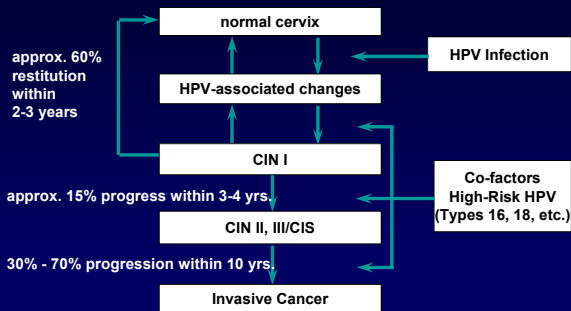 normal cervix
approx. 60%
restitution
within
2-3 years
HPV Infection
HPV-associated changes
CIN I
Co-factors
High-Risk HPV
(Types 16, 18, etc.)
approx. 15% progress within 3-4 yrs.
CIN II, III/CIS
30% - 70% progression within 10 yrs.
Invasive Cancer